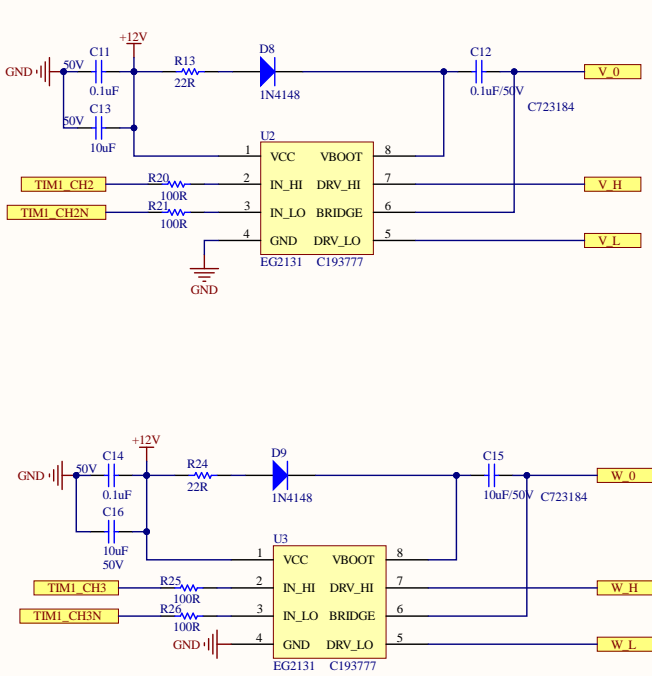 +12V
C11
50V
GND
0.1uF
R13
22R
D8
1N4148
C12
0.1uF/50V
C723184
V_0
C13
50V
10uF
U2
1 VCC VBOOT 8
TIM1_CH2 R20 100R 2 IN_HI DRV_HI 7 V_H
TIM1_CH2N R21 100R 3 IN_LO BRIDGE 6
4 GND DRV_LO 5 V_L
EG2131 C193777
GND
+12V
C14
50V
GND
0.1uF
R24
22R
D9
1N4148
C15
10uF/50V
C723184
W_0
C16
10uF
50V
U3
1 VCC VBOOT 8
TIM1_CH3 R25 100R 2 IN_HI DRV_HI 7 W_H
TIM1_CH3N R26 100R 3 IN_LO BRIDGE 6
GND 4 GND DRV_LO 5 W_L
EG2131 C193777